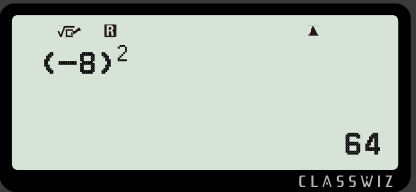 √▱ R ▲
(−8)²
64
CLASSWIZ